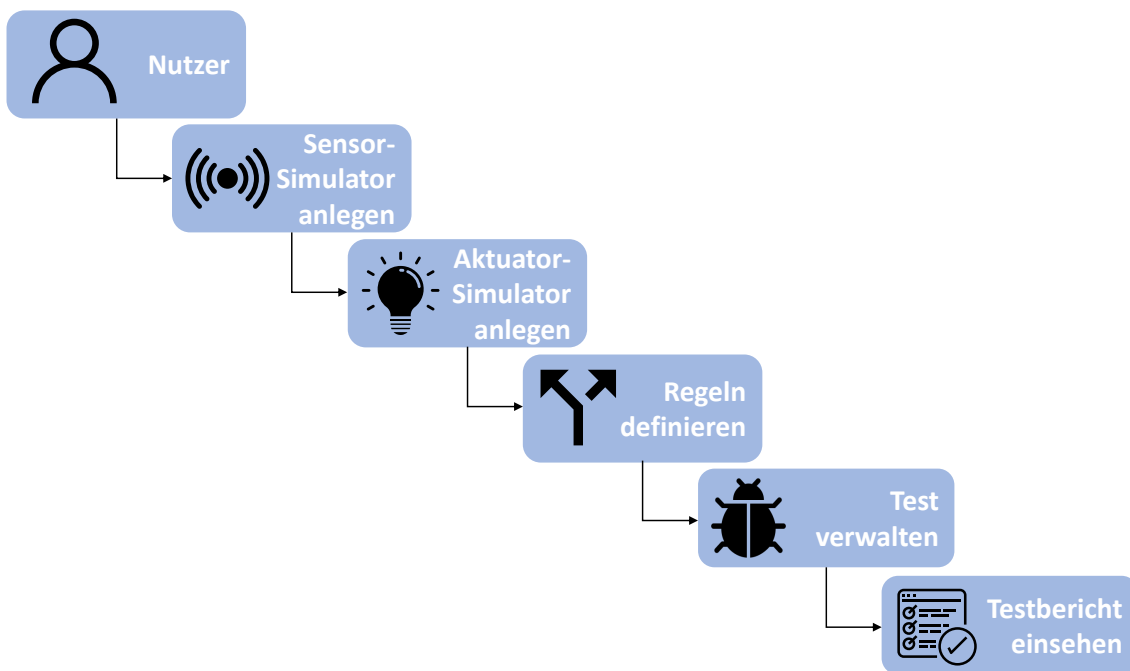 Nutzer
Sensor-
Simulator
anlegen
Aktuator-
Simulator
anlegen
Regeln
definieren
Test
verwalten
Testbericht
einsehen